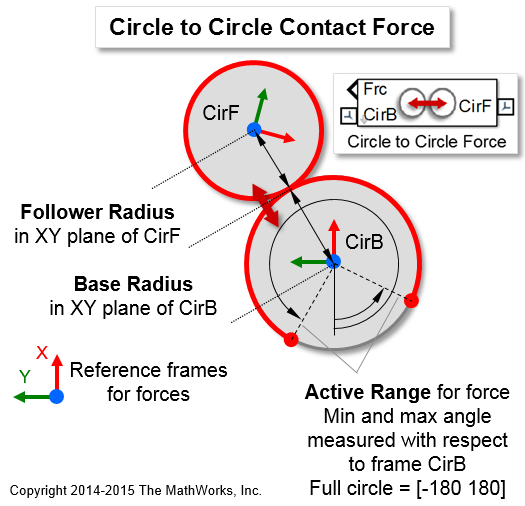 Circle to Circle Contact Force
Frc
CirB
CirF
Circle to Circle Force
CirF
Follower Radius
in XY plane of CirF
CirB
Base Radius
in XY plane of CirB
X
Y
Reference frames
for forces
Active Range for force
Min and max angle
measured with respect
to frame CirB
Full circle = [-180 180]
Copyright 2014-2015 The MathWorks, Inc.